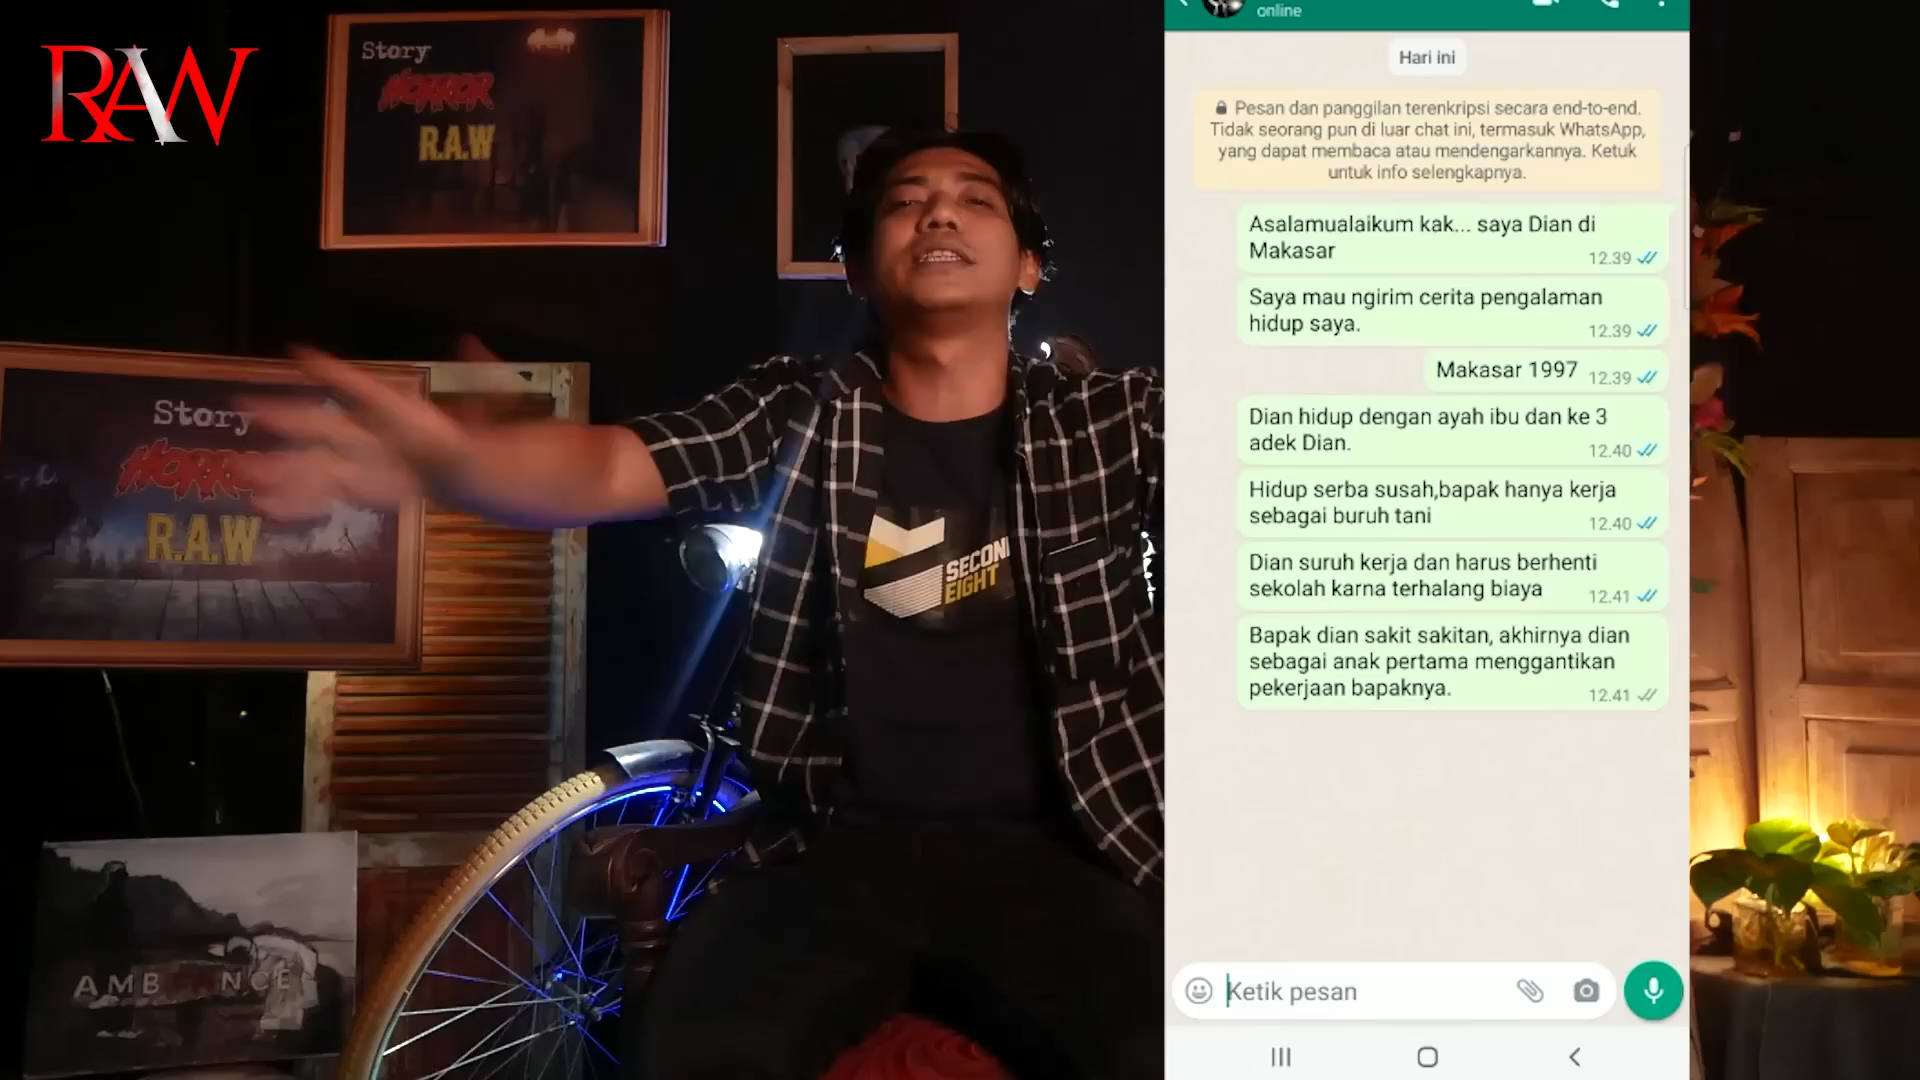 RAW
Story
HORROR
R.A.W
Story
R.A.W
SECOND
EIGHT
online
Hari ini
Pesan dan panggilan terenkripsi secara end-to-end.
Tidak seorang pun di luar chat ini, termasuk WhatsApp,
yang dapat membaca atau mendengarkannya. Ketuk
untuk info selengkapnya.
Asalamualaikum kak... saya Dian di
Makasar
12.39
Saya mau ngirim cerita pengalaman
hidup saya.
12.39
Makasar 1997
12.39
Dian hidup dengan ayah ibu dan ke 3
adek Dian.
12.40
Hidup serba susah,bapak hanya kerja
sebagai buruh tani
12.40
Dian suruh kerja dan harus berhenti
sekolah karna terhalang biaya
12.41
Bapak dian sakit sakitan, akhirnya dian
sebagai anak pertama menggantikan
pekerjaan bapaknya.
12.41
Ketik pesan